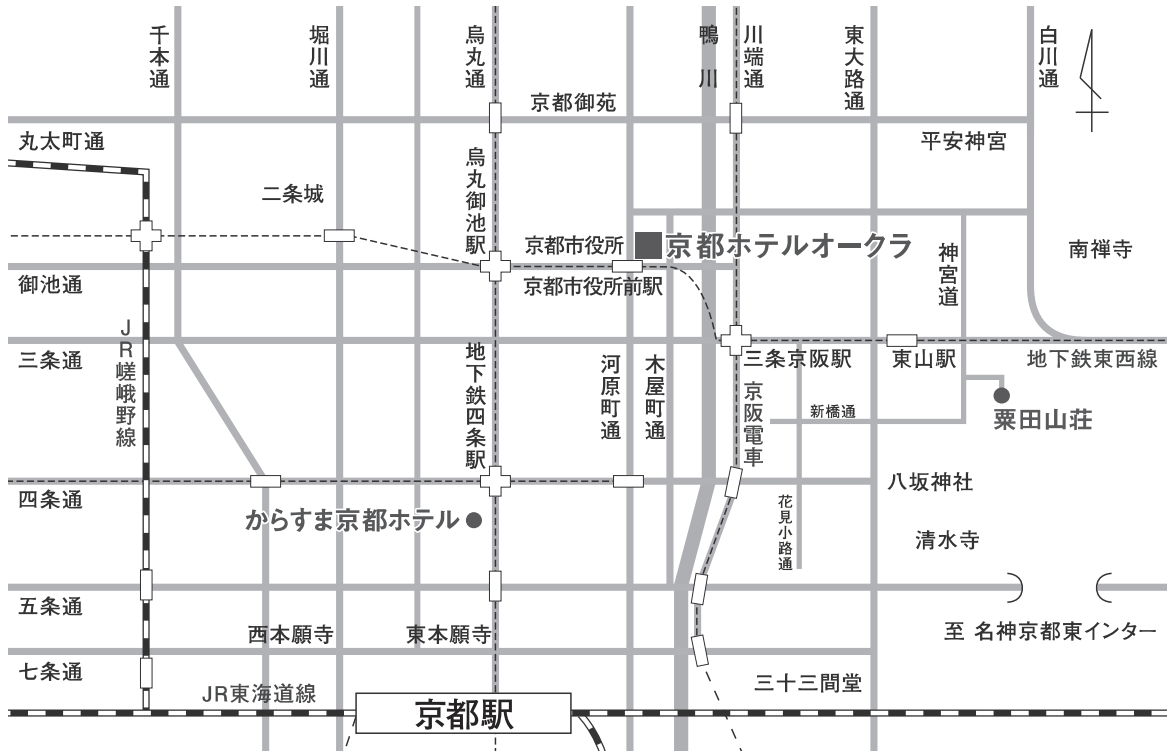 千本通
堀川通
烏丸通
鴨川
川端通
東大路通
白川通
京都御苑
丸太町通
平安神宮
烏丸御池駅
二条城
京都市役所
京都ホテルオークラ
神宮道
南禅寺
御池通
京都市役所前駅
JR嵯峨野線
三条通
地下鉄四条駅
河原町通
木屋町通
三条京阪駅
東山駅
地下鉄東西線
京阪電車
新橋通
粟田山荘
四条通
八坂神社
からすま京都ホテル
花見小路通
清水寺
五条通
西本願寺
東本願寺
至 名神京都東インター
七条通
JR東海道線
三十三間堂
京都駅